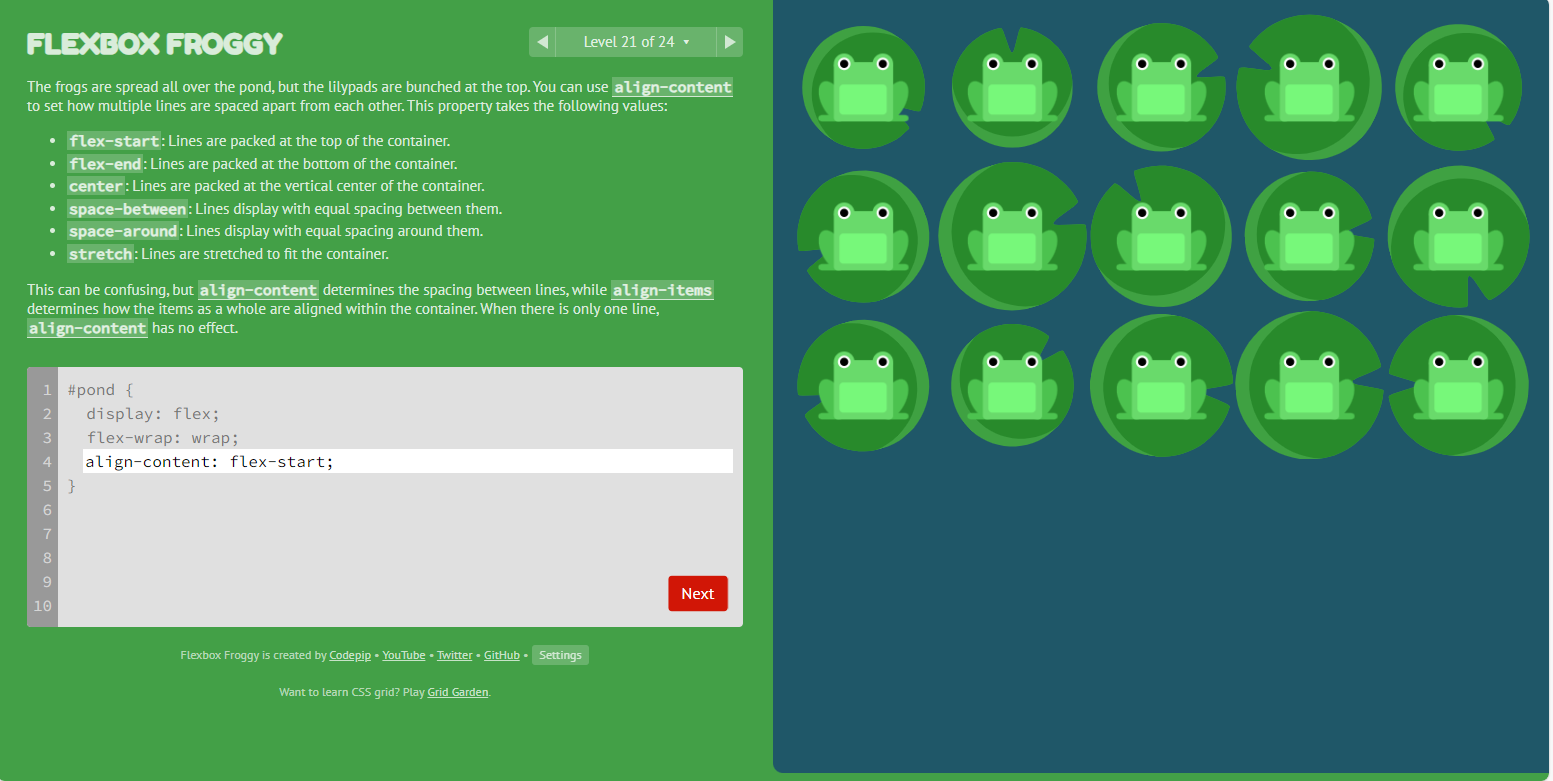 FLEXBOX FROGGY
Level 21 of 24
The frogs are spread all over the pond, but the lilypads are bunched at the top. You can use align-content
to set how multiple lines are spaced apart from each other. This property takes the following values:
• flex-start: Lines are packed at the top of the container.
• flex-end: Lines are packed at the bottom of the container.
• center: Lines are packed at the vertical center of the container.
• space-between: Lines display with equal spacing between them.
• space-around: Lines display with equal spacing around them.
• stretch: Lines are stretched to fit the container.
This can be confusing, but align-content determines the spacing between lines, while align-items
determines how the items as a whole are aligned within the container. When there is only one line,
align-content has no effect.
1 #pond {
2 display: flex;
3 flex-wrap: wrap;
4 align-content: flex-start;
5 }
6
7
8
9
10
Next
Flexbox Froggy is created by Codepip • YouTube • Twitter • GitHub • Settings
Want to learn CSS grid? Play Grid Garden.